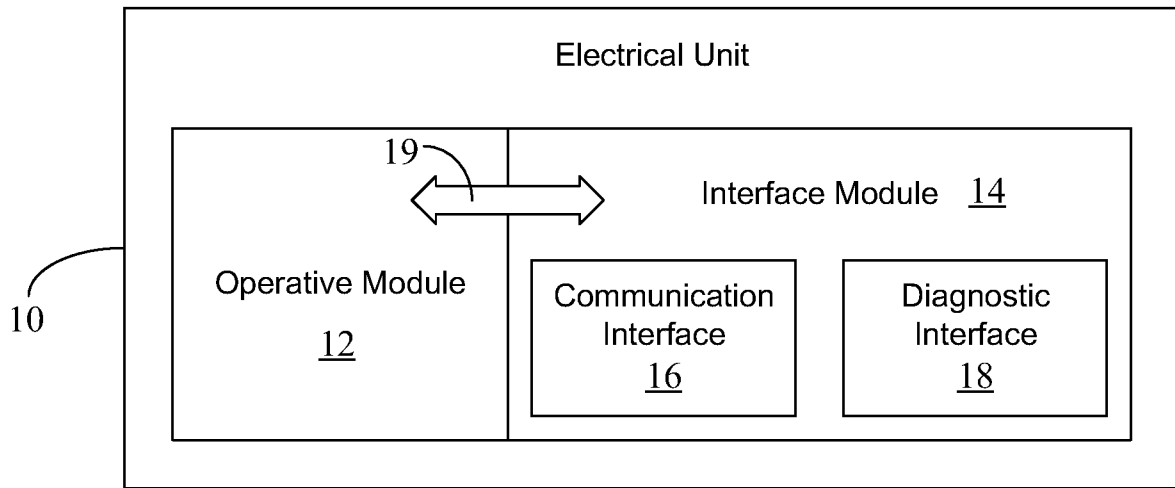 Electrical Unit
19
Interface Module 14
Operative Module
12
Communication
Interface
16
Diagnostic
Interface
18
10